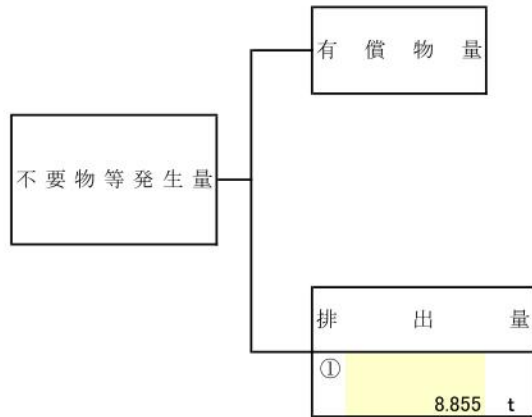 有償物量
不要物等発生量
排出量
①
8.855 t